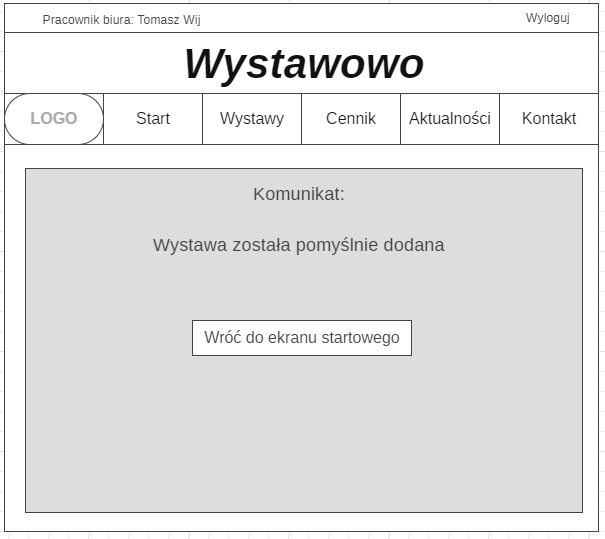 Pracownik biura: Tomasz Wij
Wyloguj
Wystawowo
LOGO
Start
Wystawy
Cennik
Aktualności
Kontakt
Komunikat:
Wystawa została pomyślnie dodana
Wróć do ekranu startowego